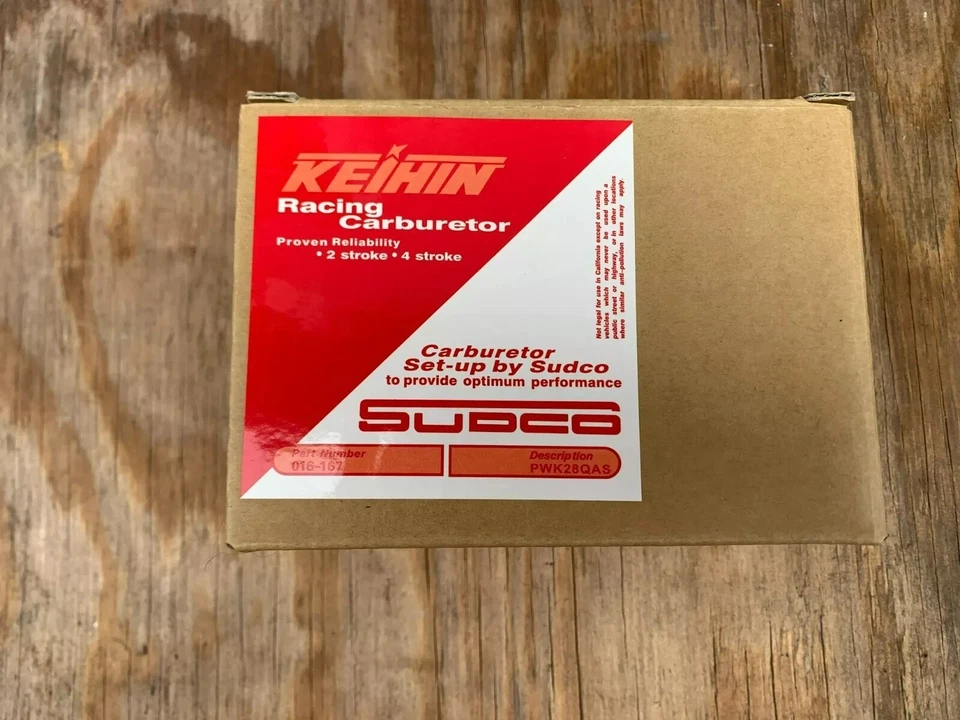 KEIHIN
Racing
Carburetor
Proven Reliability
• 2 stroke • 4 stroke
Not legal for use in California except on racing
vehicles which may never be used upon a
public street or highway, or in other locations
where similar anti-pollution laws may apply.
Carburetor
Set-up by Sudco
to provide optimum performance
SUDCO
Part Number
016-167
Description
PWK28QAS